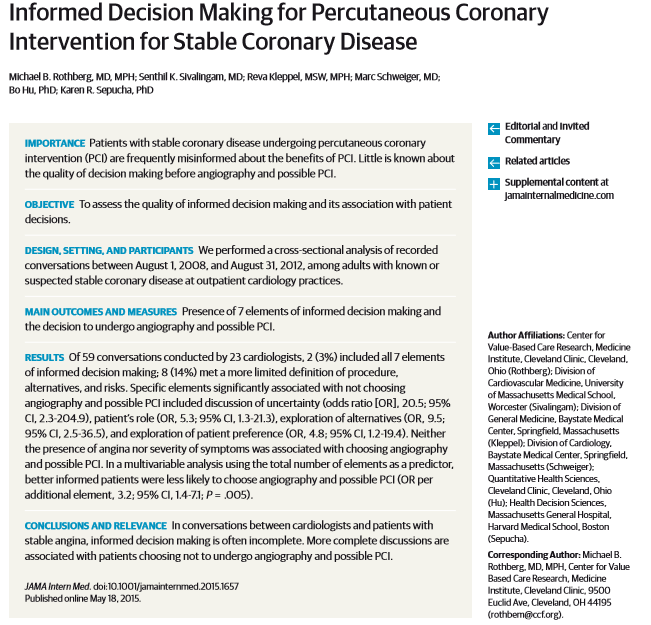 Informed Decision Making for Percutaneous Coronary
Intervention for Stable Coronary Disease
Michael B. Rothberg, MD, MPH; Senthil K. Sivalingam, MD; Reva Kleppel, MSW, MPH; Marc Schweiger, MD;
Bo Hu, PhD; Karen R. Sepucha, PhD
IMPORTANCE Patients with stable coronary disease undergoing percutaneous coronary
intervention (PCI) are frequently misinformed about the benefits of PCI. Little is known about
the quality of decision making before angiography and possible PCI.
OBJECTIVE To assess the quality of informed decision making and its association with patient
decisions.
DESIGN, SETTING, AND PARTICIPANTS We performed a cross-sectional analysis of recorded
conversations between August 1, 2008, and August 31, 2012, among adults with known or
suspected stable coronary disease at outpatient cardiology practices.
MAIN OUTCOMES AND MEASURES Presence of 7 elements of informed decision making and
the decision to undergo angiography and possible PCI.
RESULTS Of 59 conversations conducted by 23 cardiologists, 2 (3%) included all 7 elements
of informed decision making; 8 (14%) met a more limited definition of procedure,
alternatives, and risks. Specific elements significantly associated with not choosing
angiography and possible PCI included discussion of uncertainty (odds ratio [OR], 20.5; 95%
CI, 2.3-204.9), patient's role (OR, 5.3; 95% CI, 1.3-21.3), exploration of alternatives (OR, 9.5;
95% CI, 2.5-36.5), and exploration of patient preference (OR, 4.8; 95% CI, 1.2-19.4). Neither
the presence of angina nor severity of symptoms was associated with choosing angiography
and possible PCI. In a multivariable analysis using the total number of elements as a predictor,
better informed patients were less likely to choose angiography and possible PCI (OR per
additional element, 3.2; 95% CI, 1.4-7.1; P = .005).
CONCLUSIONS AND RELEVANCE In conversations between cardiologists and patients with
stable angina, informed decision making is often incomplete. More complete discussions are
associated with patients choosing not to undergo angiography and possible PCI.
JAMA Intern Med. doi:10.1001/jamainternmed.2015.1657
Published online May 18, 2015.
Editorial and Invited
Commentary
Related articles
Supplemental content at
jamainternalmedicine.com
Author Affiliations: Center for
Value-Based Care Research, Medicine
Institute, Cleveland Clinic, Cleveland,
Ohio (Rothberg); Division of
Cardiovascular Medicine, University
of Massachusetts Medical School,
Worcester (Sivalingam); Division of
General Medicine, Baystate Medical
Center, Springfield, Massachusetts
(Kleppel); Division of Cardiology,
Baystate Medical Center, Springfield,
Massachusetts (Schweiger);
Quantitative Health Sciences,
Cleveland Clinic, Cleveland, Ohio
(Hu); Health Decision Sciences,
Massachusetts General Hospital,
Harvard Medical School, Boston
(Sepucha).
Corresponding Author: Michael B.
Rothberg, MD, MPH, Center for Value
Based Care Research, Medicine
Institute, Cleveland Clinic, 9500
Euclid Ave, Cleveland, OH 44195
(rothbem@ccf.org).